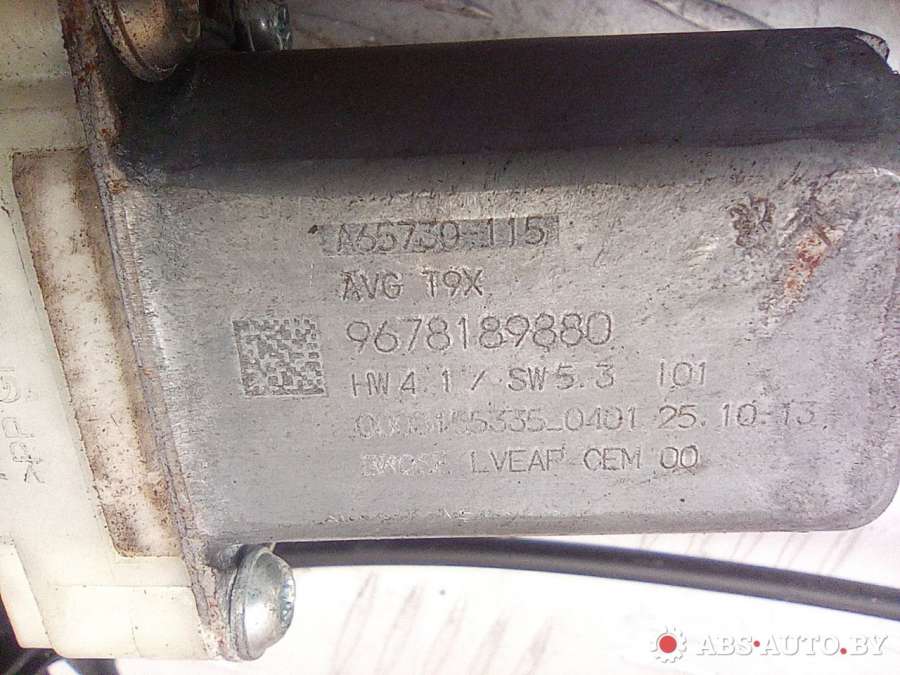 A65730-115
AVG T9X
9678189880
HW 4.1 / SW 5.3 I01
25.10.13
LVEAP CEM 00
ABS-AUTO.BY